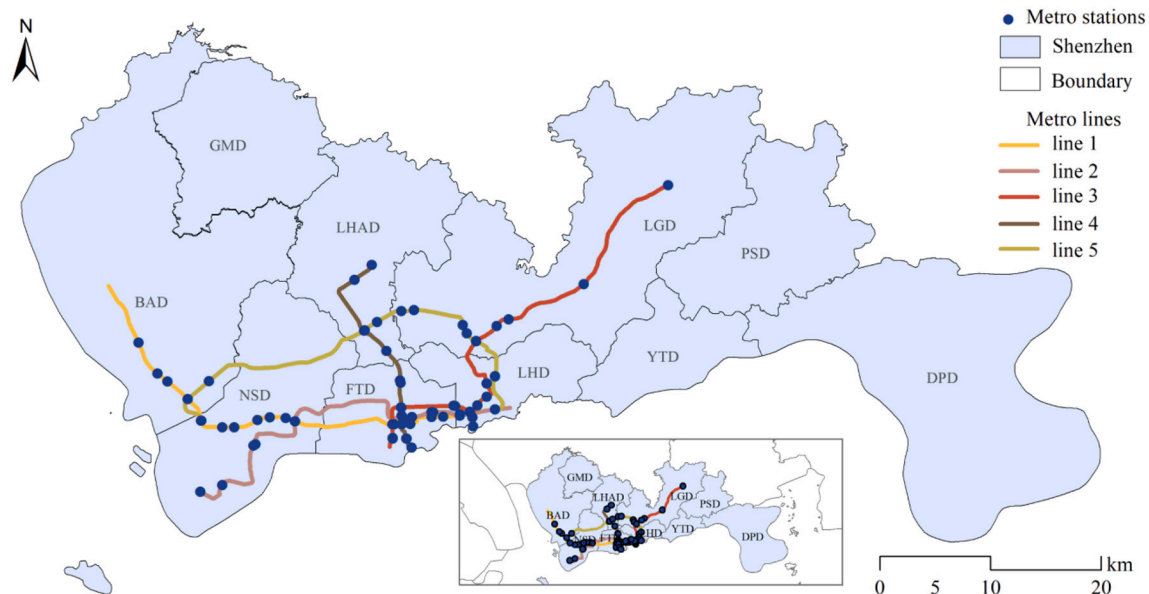 N
Metro stations
Shenzhen
Boundary
Metro lines
line 1
line 2
line 3
line 4
line 5
GMD
LHAD
LGD
PSD
BAD
YTD
LHD
DPD
NSD
FTD
GMD
LHAD
LGD
PSD
BAD
YTD
DPD
km
0 5 10 20